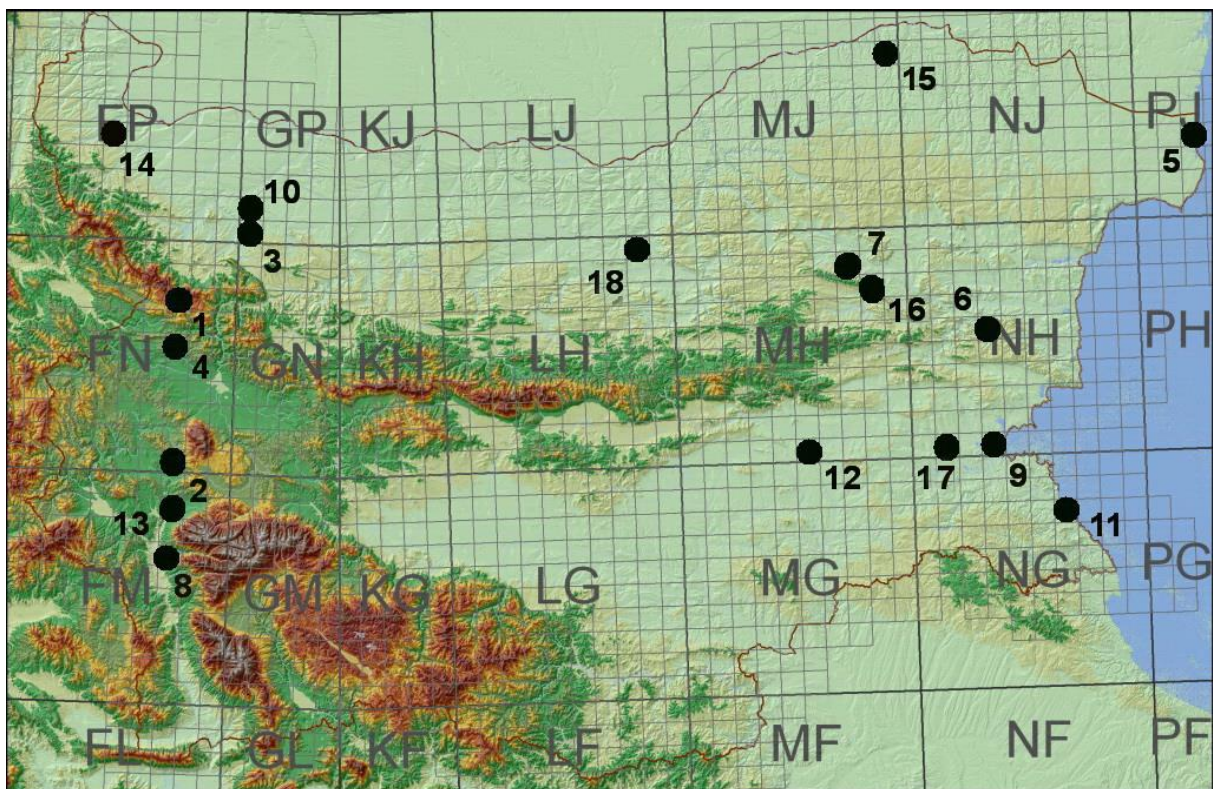 15
FP GP KJ LJ MJ NJ PJ
14 5
10
3 7
18 16 6
1
FN 4 GN KH LH MH NH PH
2 12 17 9
13 11
FM 8 GM KG LG MG NG PG
FL GL KF LF MF NF PF